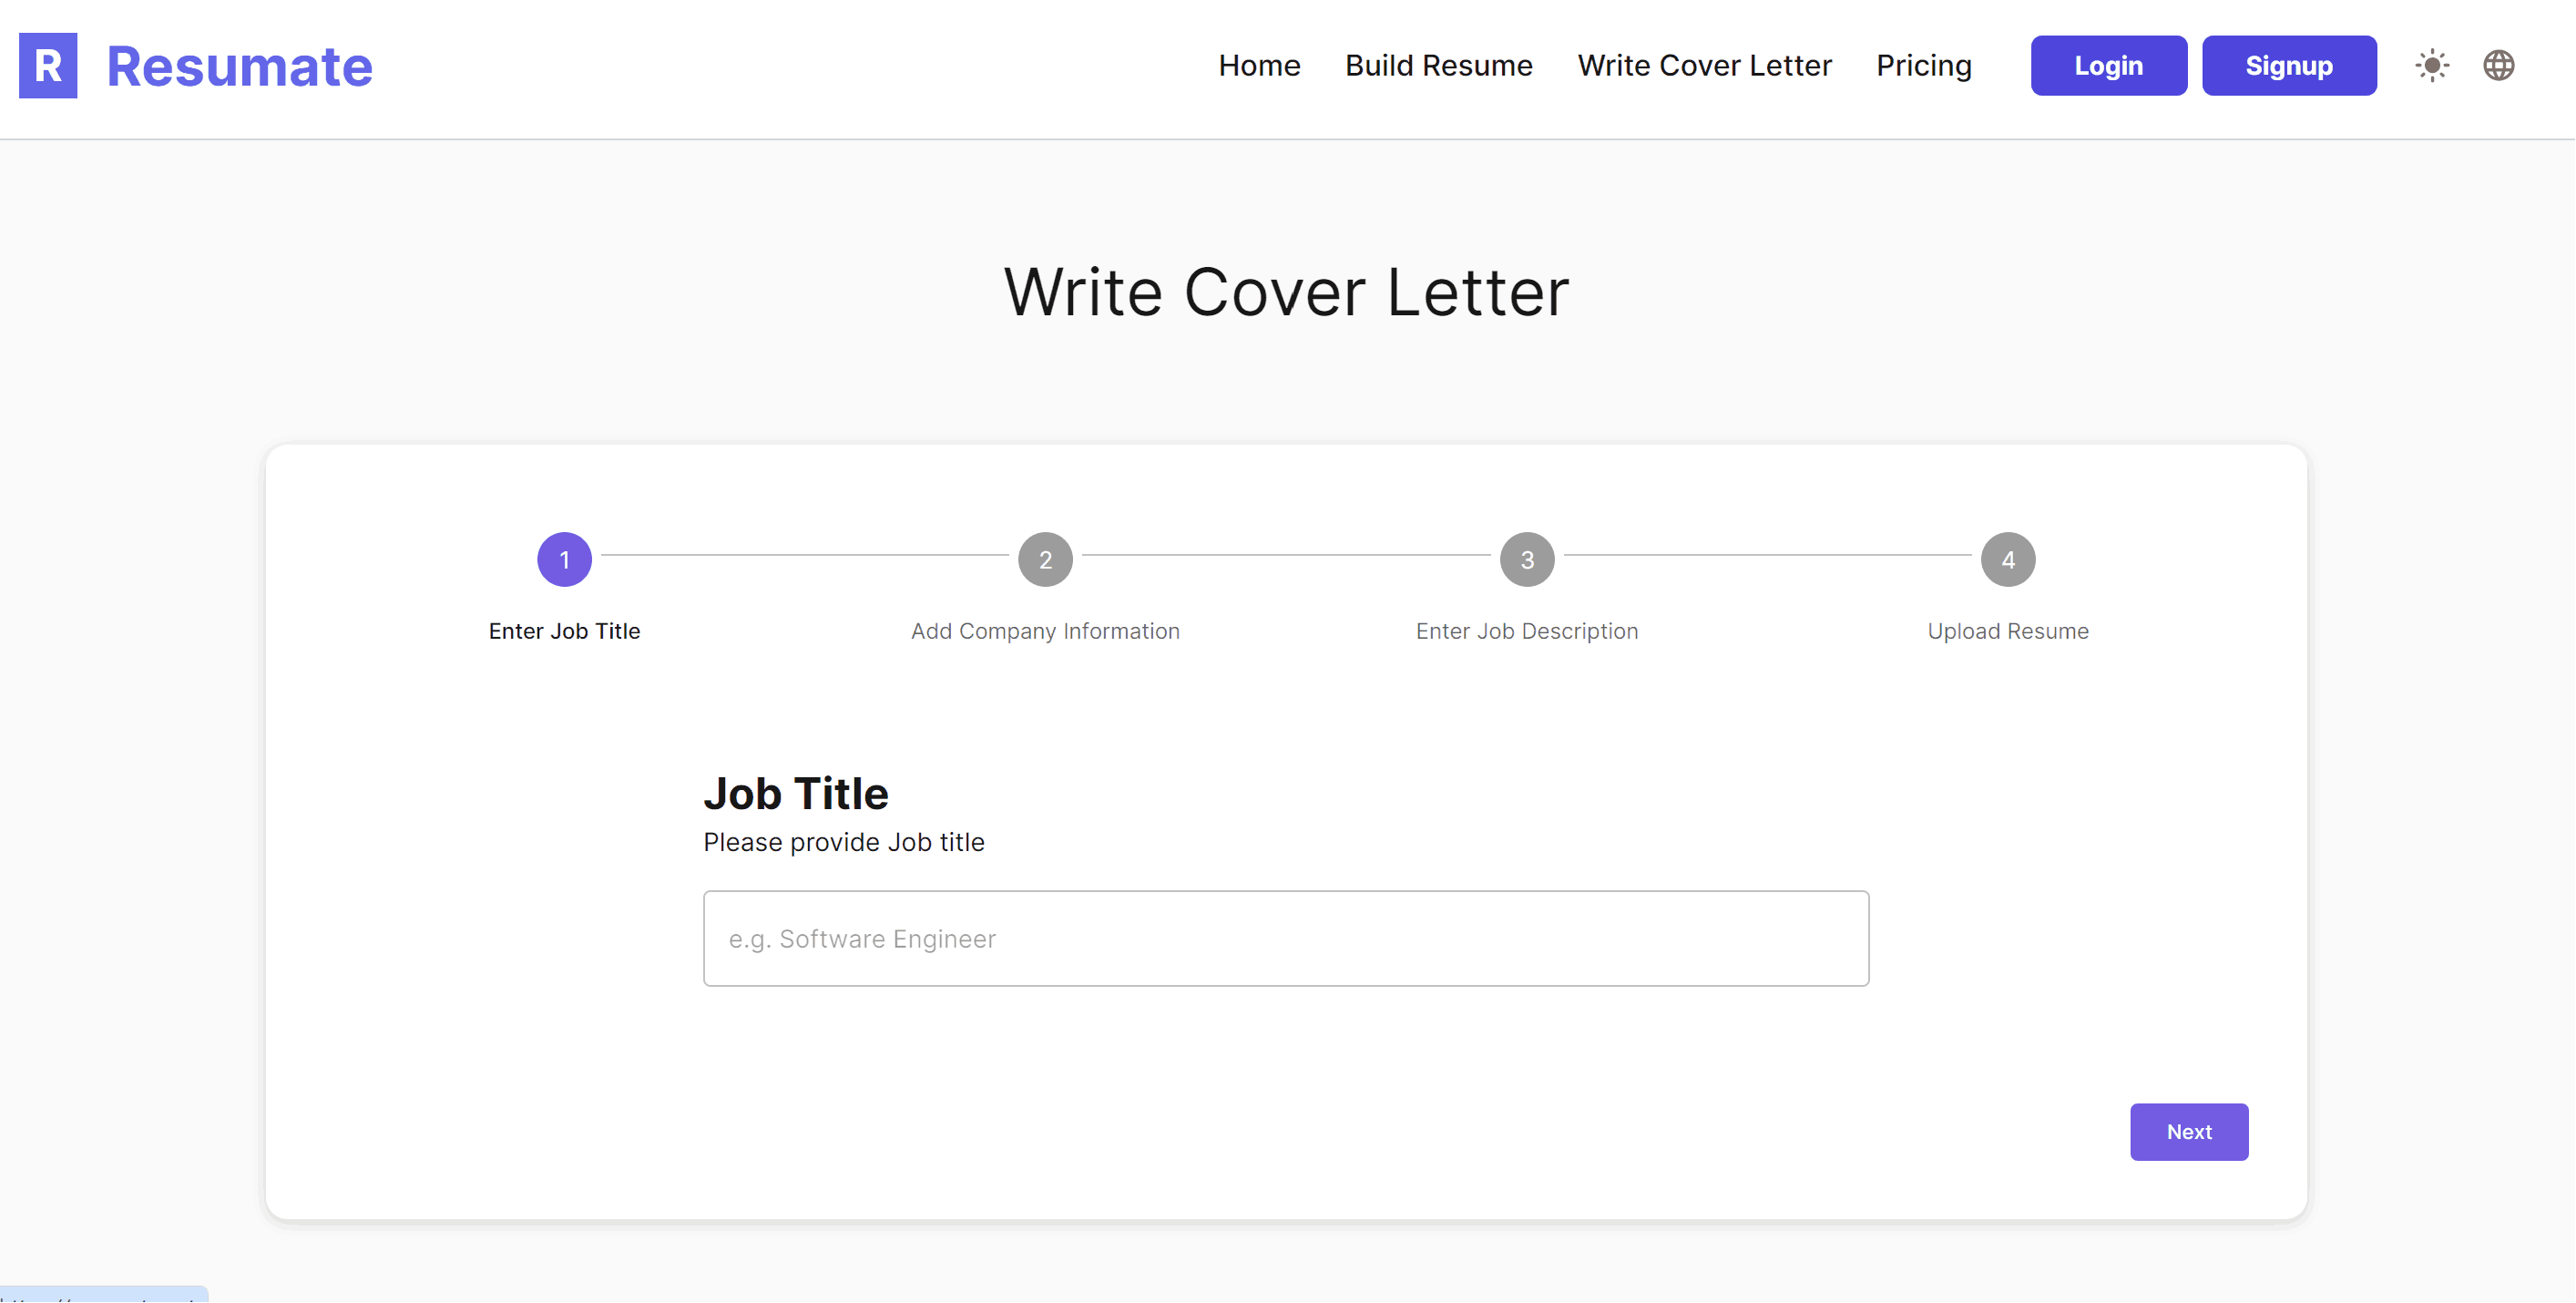 R Resumate Home Build Resume Write Cover Letter Pricing Login Signup
Write Cover Letter
1 2 3 4
Enter Job Title Add Company Information Enter Job Description Upload Resume
Job Title
Please provide Job title
e.g. Software Engineer
Next